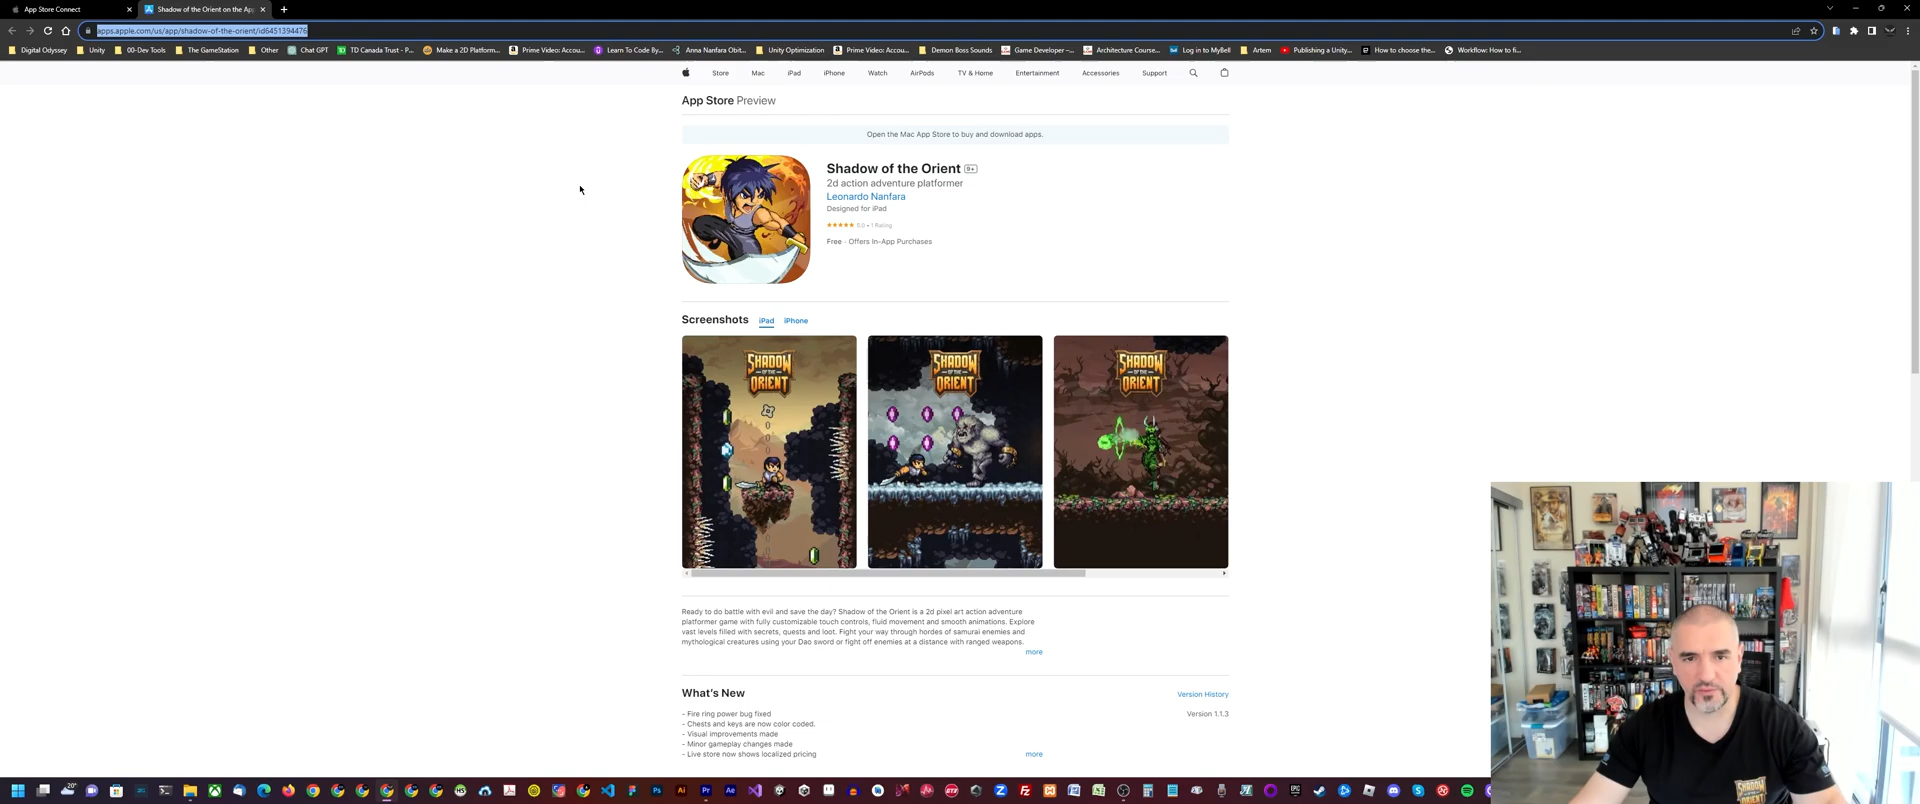 App Store Connect
Shadow of the Orient on the App
apps.apple.com/us/app/shadow-of-the-orient/id6451394476
Digital Odyssey
Unity
00-Dev Tools
The GameStation
Other
Chat GPT
TD Canada Trust - P...
Make a 2D Platform...
Prime Video: Accou...
Learn To Code By...
Anna Nanfara Obit...
Unity Optimization
Prime Video: Accou...
Demon Boss Sounds
Game Developer –...
Architecture Course...
Log in to MyBell
Artem
Publishing a Unity...
How to choose the...
Workflow: How to fi...
Store
Mac
iPad
iPhone
Watch
AirPods
TV & Home
Entertainment
Accessories
Support
App Store Preview
Open the Mac App Store to buy and download apps.
Shadow of the Orient 9+
2d action adventure platformer
Leonardo Nanfara
Designed for iPad
★★★★★ 5.0 • 1 Rating
Free · Offers In-App Purchases
Screenshots iPad iPhone
SHADOW
OF THE
ORIENT
SHADOW
OF THE
ORIENT
SHADOW
OF THE
ORIENT
Ready to do battle with evil and save the day? Shadow of the Orient is a 2d pixel art action adventure
platformer game with fully customizable touch controls, fluid movement and smooth animations. Explore
vast levels filled with secrets, quests and loot. Fight your way through hordes of samurai enemies and
mythological creatures using your Dao sword or fight off enemies at a distance with ranged weapons.
more
What's New
Version History
- Fire ring power bug fixed
Version 1.1.3
- Chests and keys are now color coded.
- Visual improvements made
- Minor gameplay changes made
- Live store now shows localized pricing
more
20°
SHADOW
ORIENT